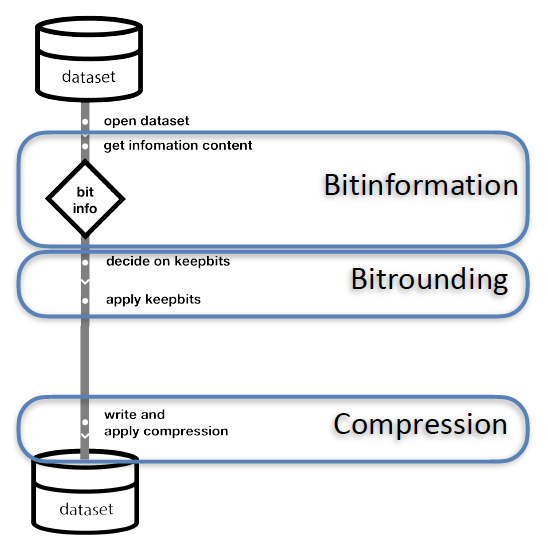 dataset
open dataset
get infomation content
Bitinformation
bit
info
decide on keepbits
Bitrounding
apply keepbits
write and
apply compression
Compression
dataset